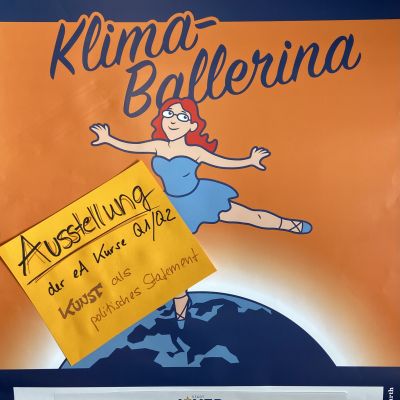 Klima-
Ballerina
Ausstellung
der eA Kurse Q1/Q2
KUNST als
politisches Statement